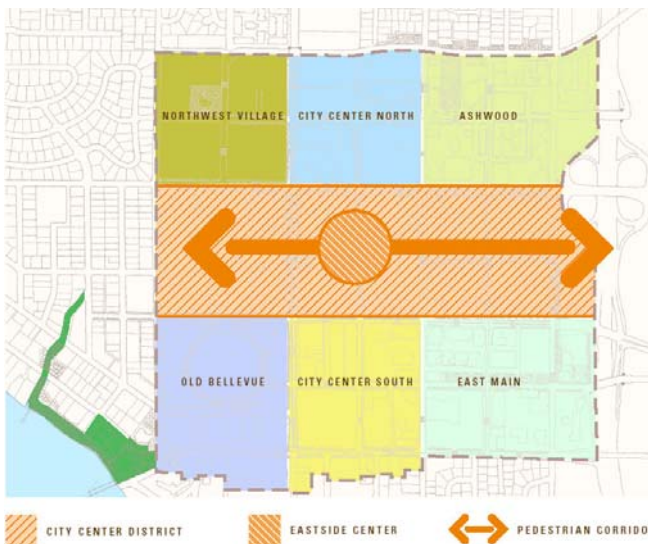 NORTHWEST VILLAGE CITY CENTER NORTH ASHWOOD
OLD BELLEVUE CITY CENTER SOUTH EAST MAIN
CITY CENTER DISTRICT EASTSIDE CENTER PEDESTRIAN CORRIDO